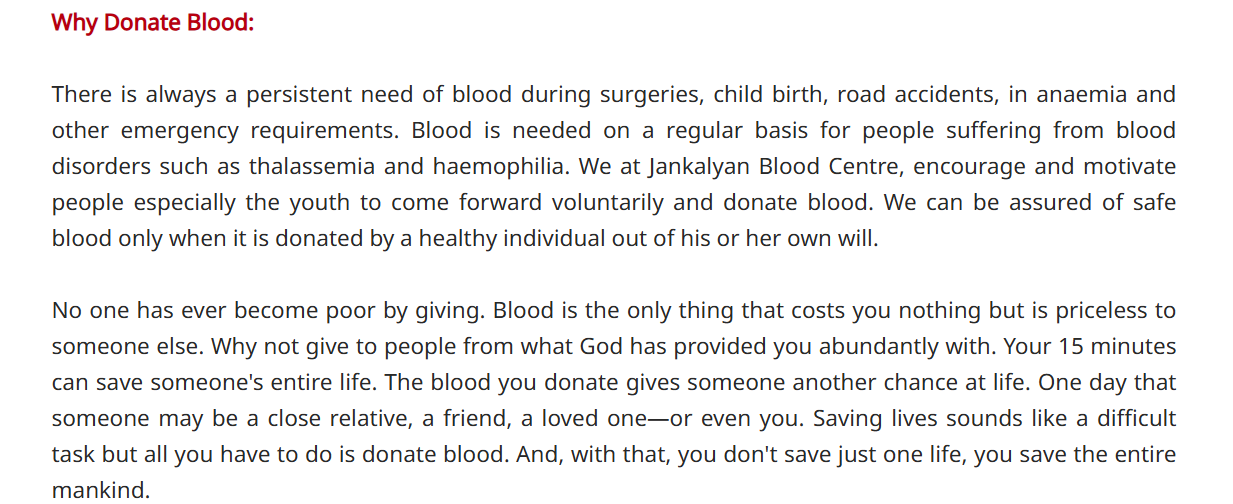 Why Donate Blood:
There is always a persistent need of blood during surgeries, child birth, road accidents, in anaemia and
other emergency requirements. Blood is needed on a regular basis for people suffering from blood
disorders such as thalassemia and haemophilia. We at Jankalyan Blood Centre, encourage and motivate
people especially the youth to come forward voluntarily and donate blood. We can be assured of safe
blood only when it is donated by a healthy individual out of his or her own will.
No one has ever become poor by giving. Blood is the only thing that costs you nothing but is priceless to
someone else. Why not give to people from what God has provided you abundantly with. Your 15 minutes
can save someone's entire life. The blood you donate gives someone another chance at life. One day that
someone may be a close relative, a friend, a loved one—or even you. Saving lives sounds like a difficult
task but all you have to do is donate blood. And, with that, you don't save just one life, you save the entire
mankind.